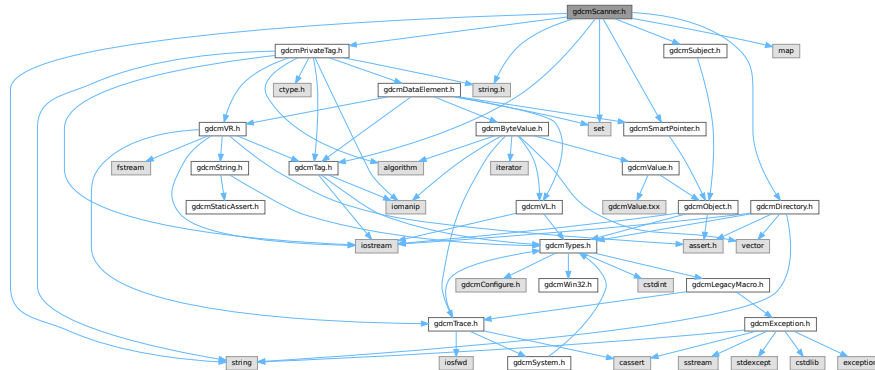 gdcmScanner.h
gdcmPrivateTag.h
gdcmSubject.h
map
ctype.h
gdcmDataElement.h
string.h
gdcmVR.h
gdcmByteValue.h
set
gdcmSmartPointer.h
fstream
gdcmString.h
gdcmTag.h
algorithm
iterator
gdcmValue.h
gdcmStaticAssert.h
iomanip
gdcmVL.h
gdcmValue.txx
gdcmObject.h
gdcmDirectory.h
iostream
gdcmTypes.h
assert.h
vector
gdcmConfigure.h
gdcmWin32.h
cstdint
gdcmLegacyMacro.h
gdcmTrace.h
gdcmException.h
string
iosfwd
gdcmSystem.h
cassert
sstream
stdexcept
cstdlib
exception